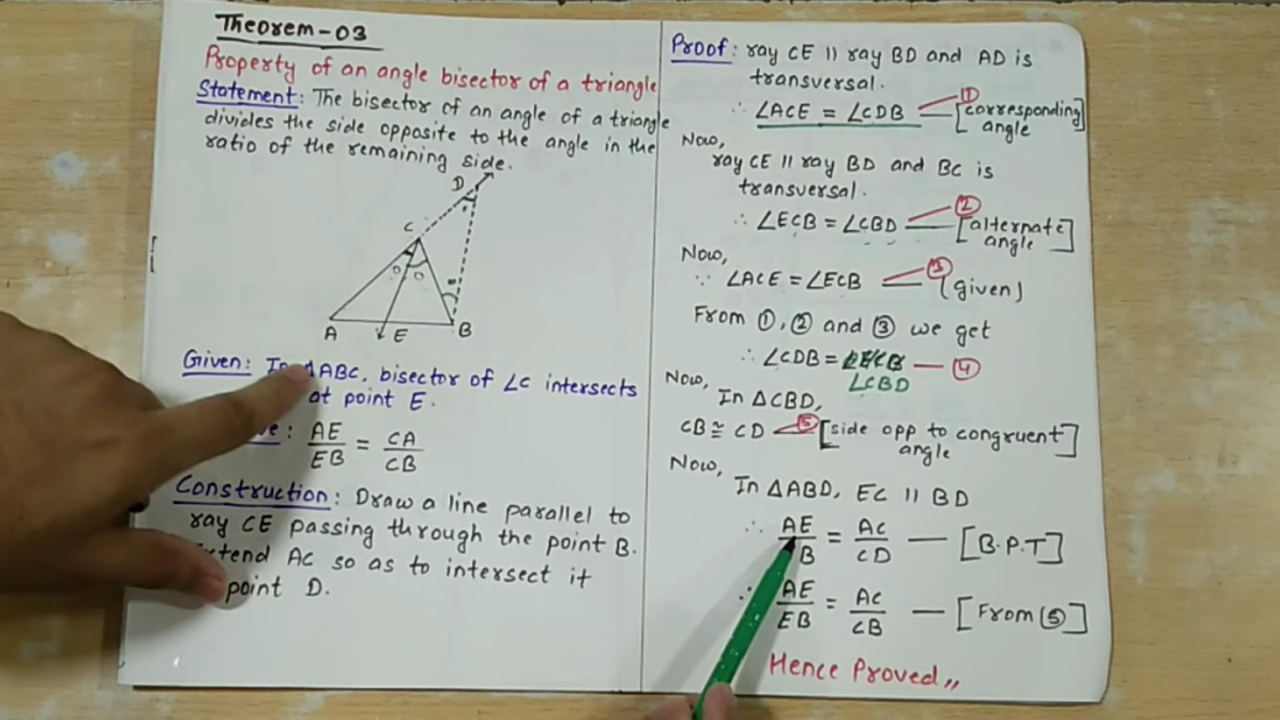 Theorem-03
Property of an angle bisector of a triangle
Statement: The bisector of an angle of a triangle
divides the side opposite to the angle in the
ratio of the remaining side.
D
C
A
E
B
Given: In ΔABC, bisector of ∠C intersects
at point E.
: AE/EB = CA/CB
Construction: Draw a line parallel to
ray CE passing through the point B.
Extend AC so as to intersect it
point D.
Proof: ray CE || ray BD and AD is
transversal.
∴ ∠ACE = ∠CDB — ① [corresponding
angle]
Now,
ray CE || ray BD and BC is
transversal.
∴ ∠ECB = ∠CBD — ② [alternate
angle]
Now,
∵ ∠ACE = ∠ECB — ③ (given)
From ①, ② and ③ we get
∴ ∠CDB = — ④
∠CBD
Now,
In ΔCBD,
CB ≅ CD — ⑤ [side opp to congruent
angle]
Now,
In ΔABD, EC || BD
∴ AE/B = AC/CD — [B.P.T]
∴ AE/EB = AC/CB — [From ⑤]
Hence Proved,,